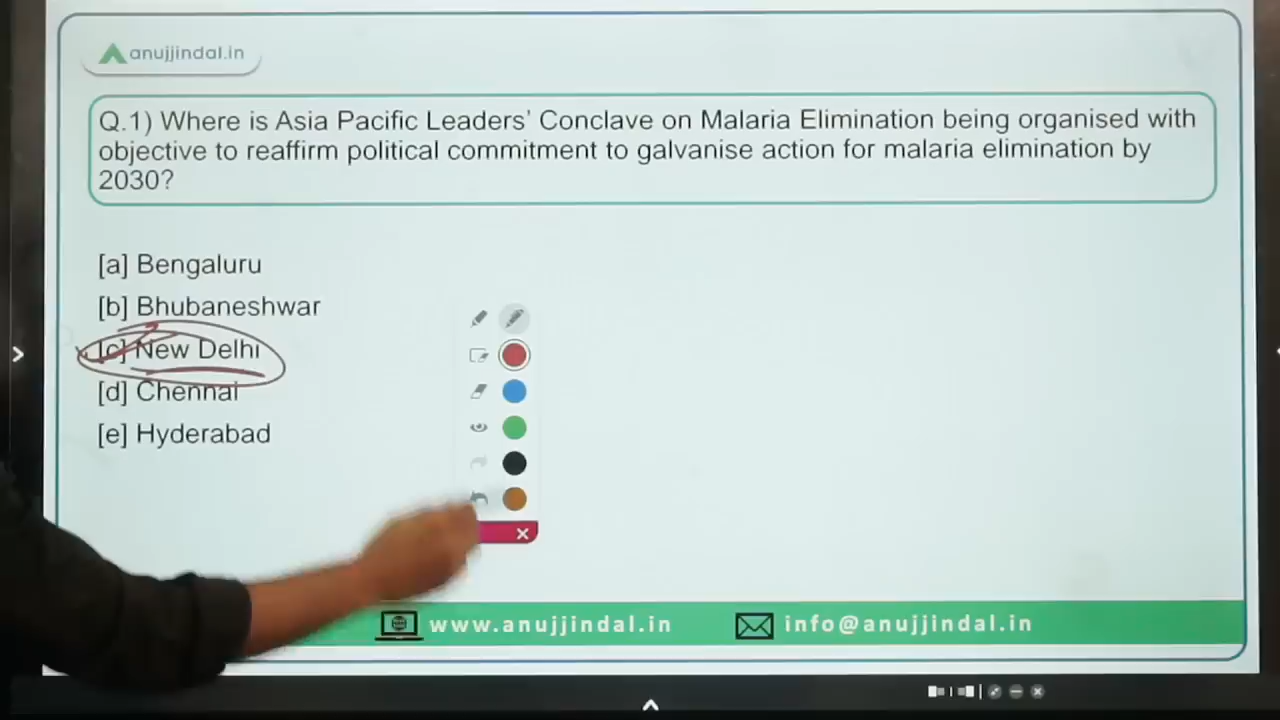 anujjindal.in
Q.1) Where is Asia Pacific Leaders' Conclave on Malaria Elimination being organised with
objective to reaffirm political commitment to galvanise action for malaria elimination by
2030?
[a] Bengaluru
[b] Bhubaneshwar
[c] New Delhi
[d] Chennai
[e] Hyderabad
www.anujjindal.in info@anujjindal.in